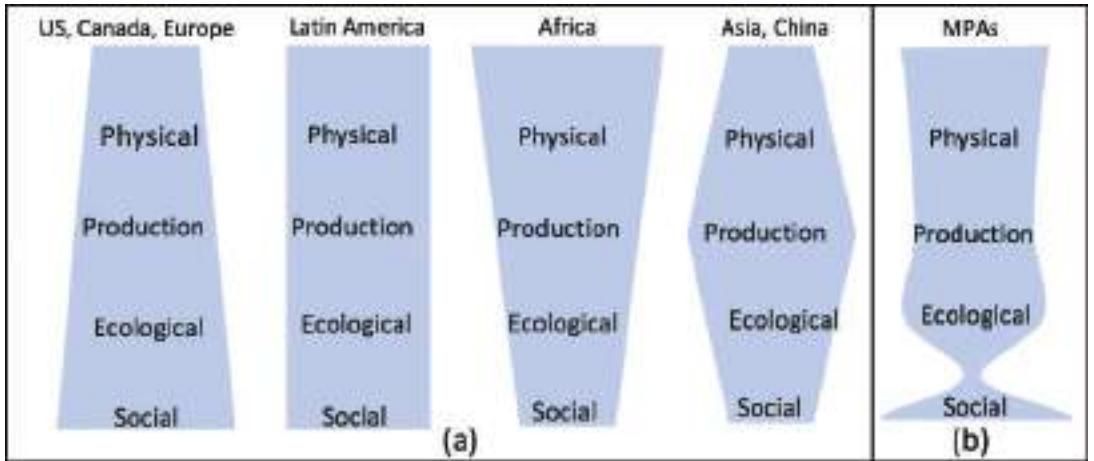 US, Canada, Europe Latin America Africa Asia, China MPAs
Physical Physical Physical Physical Physical
Production Production Production Production Production
Ecological Ecological Ecological Ecological Ecological
Social Social Social Social Social
(a) (b)